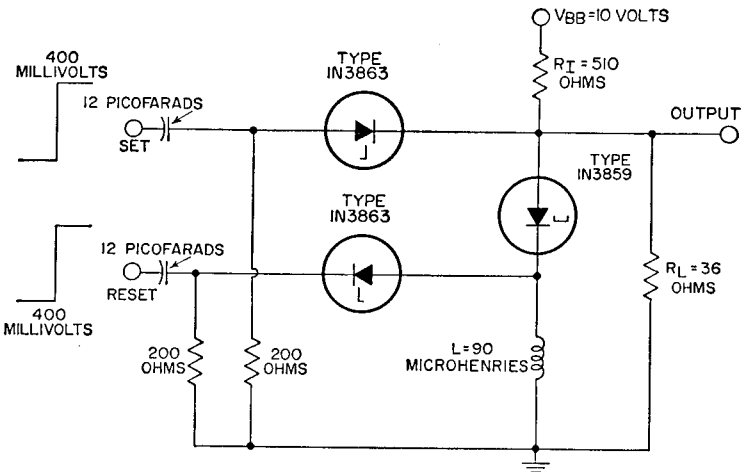 VBB=10 VOLTS
400
MILLIVOLTS
TYPE
IN3863
RI=510
OHMS
12 PICOFARADS
OUTPUT
SET
TYPE
IN3859
TYPE
IN3863
12 PICOFARADS
RESET
RL=36
OHMS
400
MILLIVOLTS
200
OHMS
200
OHMS
L=90
MICROHENRIES